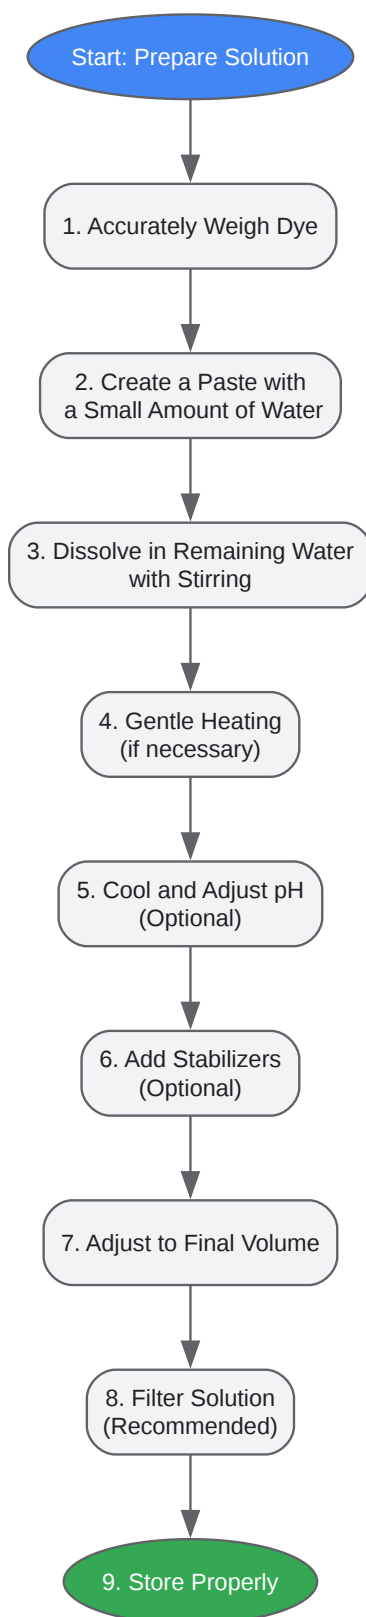 Start: Prepare Solution
1. Accurately Weigh Dye
2. Create a Paste with
a Small Amount of Water
3. Dissolve in Remaining Water
with Stirring
4. Gentle Heating
(if necessary)
5. Cool and Adjust pH
(Optional)
6. Add Stabilizers
(Optional)
7. Adjust to Final Volume
8. Filter Solution
(Recommended)
9. Store Properly